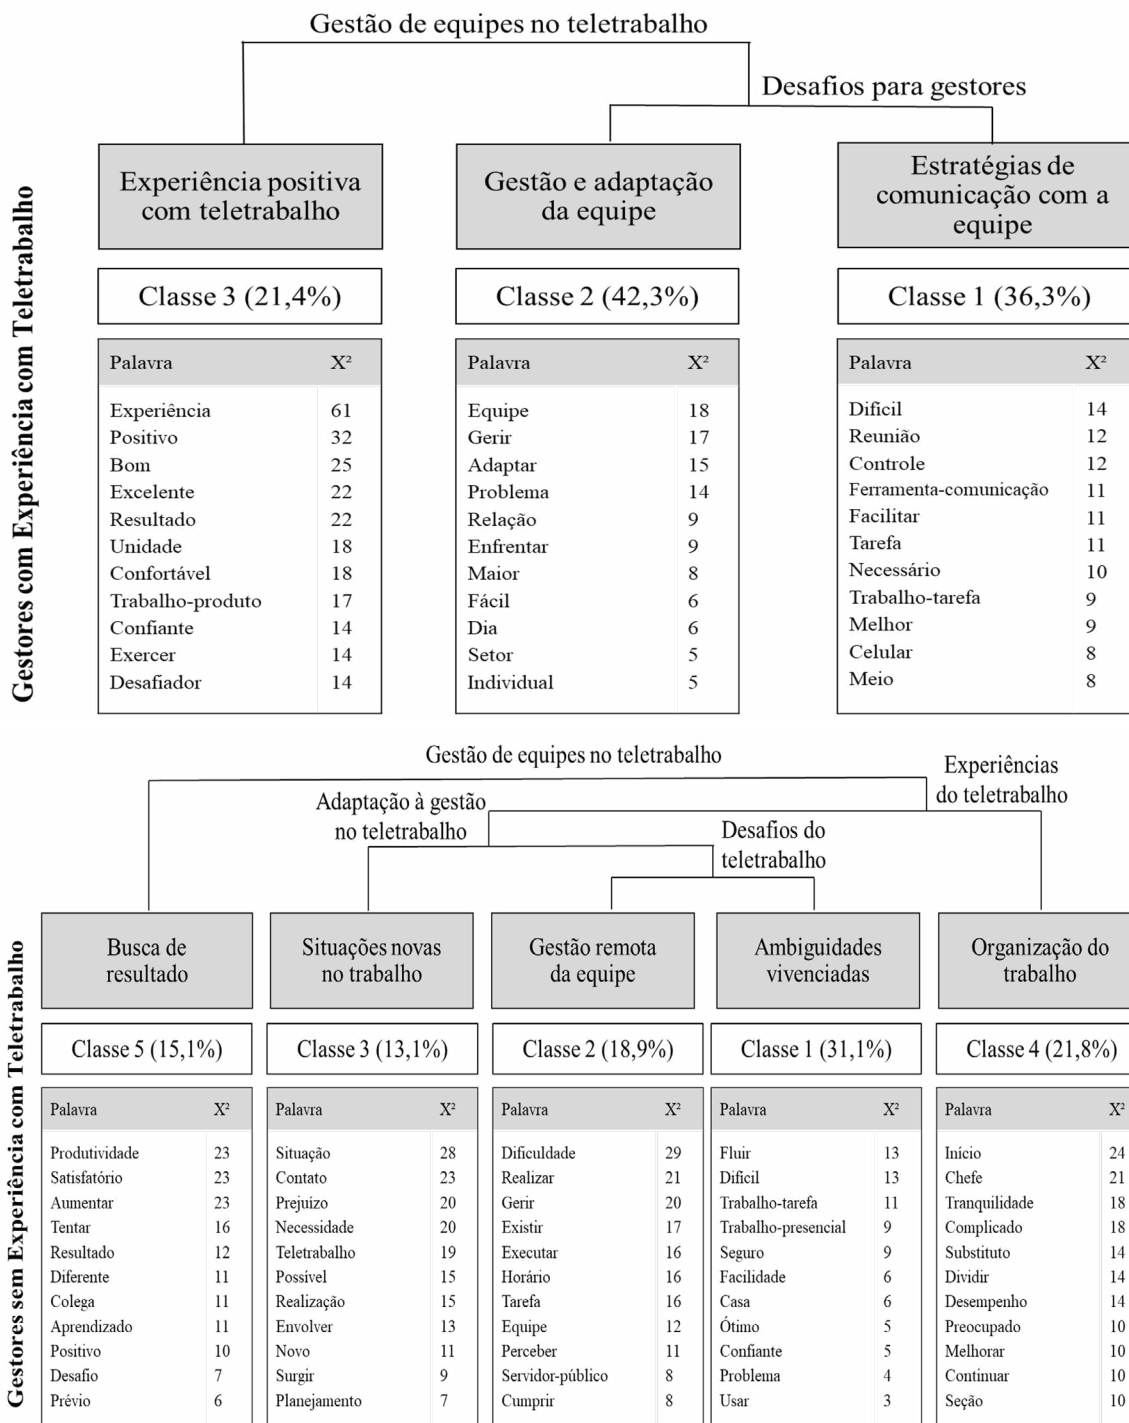 Gestão de equipes no teletrabalho
Desafios para gestores
Gestores com Experiência com Teletrabalho
Experiência positiva
com teletrabalho
Classe 3 (21,4%)
Palavra X²
Experiência 61
Positivo 32
Bom 25
Excelente 22
Resultado 22
Unidade 18
Confortável 18
Trabalho-produto 17
Confiante 14
Exercer 14
Desafiador 14
Gestão e adaptação
da equipe
Classe 2 (42,3%)
Palavra X²
Equipe 18
Gerir 17
Adaptar 15
Problema 14
Relação 9
Enfrentar 9
Maior 8
Fácil 6
Dia 6
Setor 5
Individual 5
Estratégias de
comunicação com a
equipe
Classe 1 (36,3%)
Palavra X²
Difícil 14
Reunião 12
Controle 12
Ferramenta-comunicação 11
Facilitar 11
Tarefa 11
Necessário 10
Trabalho-tarefa 9
Melhor 9
Celular 8
Meio 8
Gestão de equipes no teletrabalho
Experiências
do teletrabalho
Adaptação à gestão
no teletrabalho
Desafios do
teletrabalho
Gestores sem Experiência com Teletrabalho
Busca de
resultado
Classe 5 (15,1%)
Palavra X²
Produtividade 23
Satisfatório 23
Aumentar 23
Tentar 16
Resultado 12
Diferente 11
Colega 11
Aprendizado 11
Positivo 10
Desafio 7
Prévio 6
Situações novas
no trabalho
Classe 3 (13,1%)
Palavra X²
Situação 28
Contato 23
Prejuízo 20
Necessidade 20
Teletrabalho 19
Possível 15
Realização 15
Envolver 13
Novo 11
Surgir 9
Planejamento 7
Gestão remota
da equipe
Classe 2 (18,9%)
Palavra X²
Dificuldade 29
Realizar 21
Gerir 20
Existir 17
Executar 16
Horário 16
Tarefa 16
Equipe 12
Perceber 11
Servidor-público 8
Cumprir 8
Ambiguidades
vivenciadas
Classe 1 (31,1%)
Palavra X²
Fluir 13
Difícil 13
Trabalho-tarefa 11
Trabalho-presencial 9
Seguro 9
Facilidade 6
Casa 6
Ótimo 5
Confiante 5
Problema 4
Usar 3
Organização do
trabalho
Classe 4 (21,8%)
Palavra X²
Início 24
Chefe 21
Tranquilidade 18
Complicado 18
Substituto 14
Dividir 14
Desempenho 14
Preocupado 10
Melhorar 10
Continuar 10
Seção 10